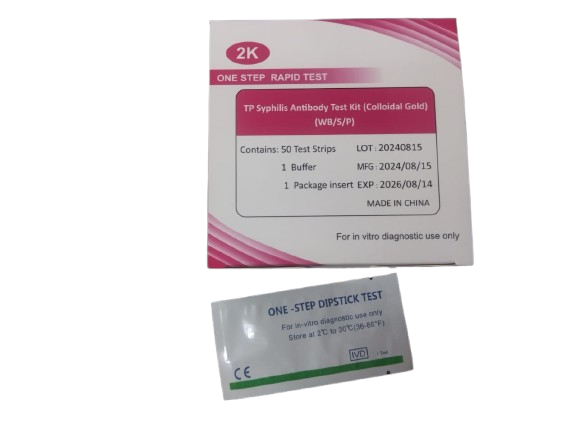 2K
ONE STEP RAPID TEST
TP Syphilis Antibody Test Kit (Colloidal Gold)
(WB/S/P)
Contains: 50 Test Strips LOT: 20240815
1 Buffer MFG: 2024/08/15
1 Package insert EXP: 2026/08/14
MADE IN CHINA
For in vitro diagnostic use only
ONE-STEP DIPSTICK TEST
For in-vitro diagnostic use only
Store at 2℃ to 30℃(36-86°F)
IVD 1 Test
CE